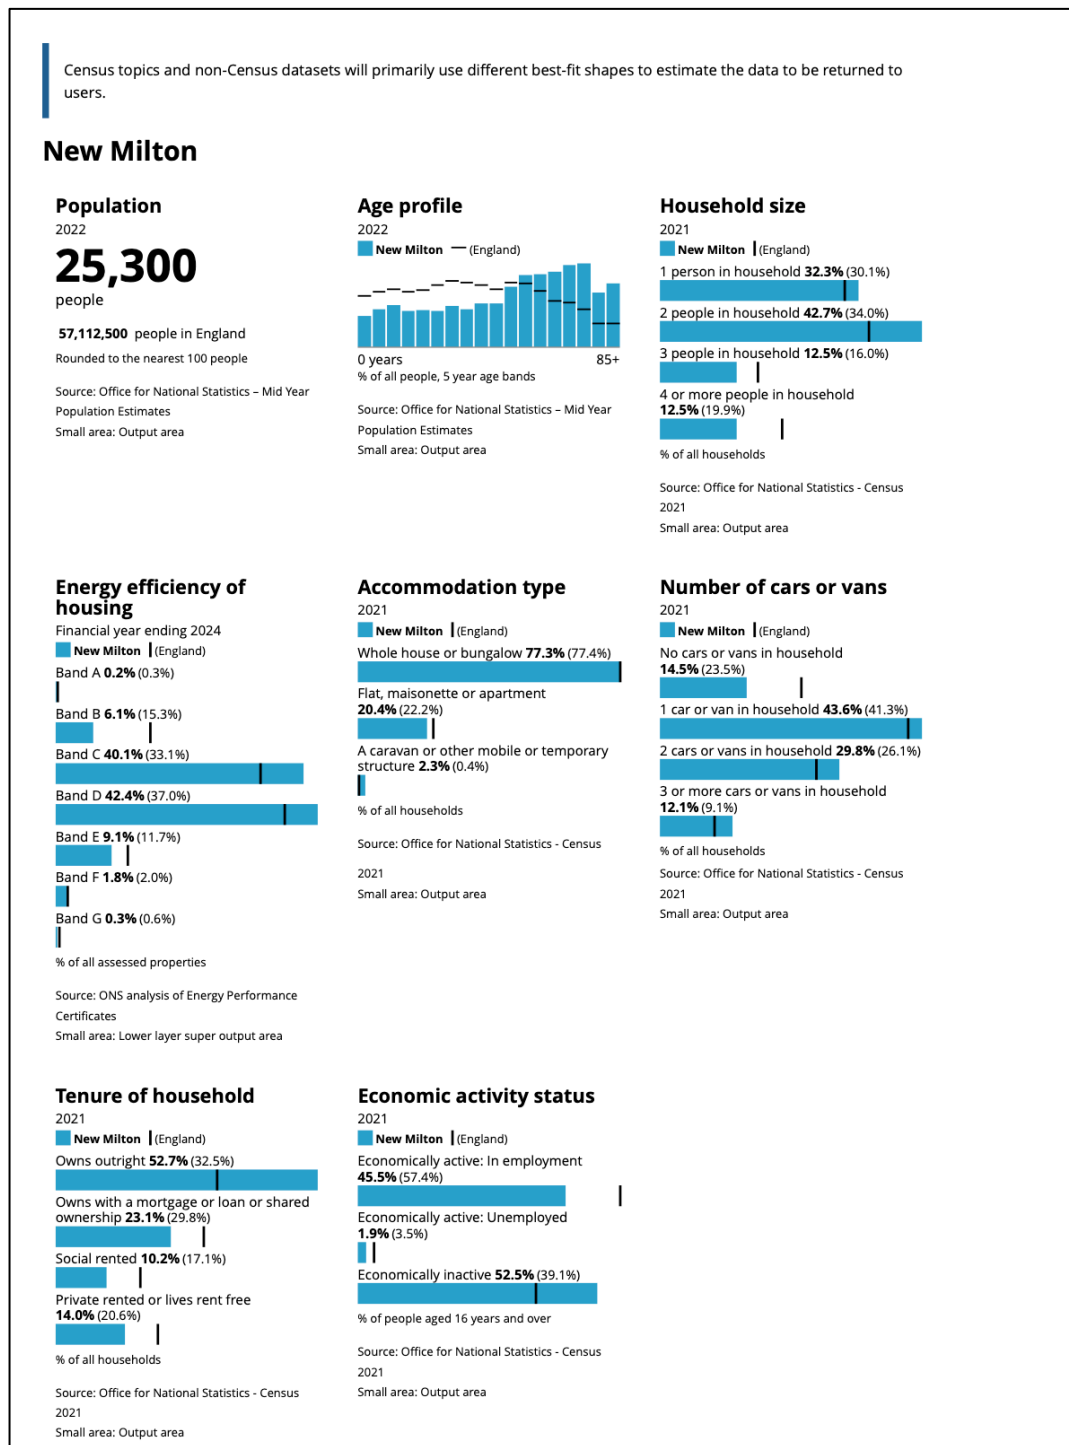 Census topics and non-Census datasets will primarily use different best-fit shapes to estimate the data to be returned to
users.
New Milton
Population
2022
25,300
people
57,112,500 people in England
Rounded to the nearest 100 people
Source: Office for National Statistics – Mid Year
Population Estimates
Small area: Output area
Age profile
2022
New Milton (England)
0 years 85+
% of all people, 5 year age bands
Source: Office for National Statistics – Mid Year
Population Estimates
Small area: Output area
Household size
2021
New Milton (England)
1 person in household 32.3% (30.1%)
2 people in household 42.7% (34.0%)
3 people in household 12.5% (16.0%)
4 or more people in household
12.5% (19.9%)
% of all households
Source: Office for National Statistics - Census
2021
Small area: Output area
Energy efficiency of
housing
Financial year ending 2024
New Milton (England)
Band A 0.2% (0.3%)
Band B 6.1% (15.3%)
Band C 40.1% (33.1%)
Band D 42.4% (37.0%)
Band E 9.1% (11.7%)
Band F 1.8% (2.0%)
Band G 0.3% (0.6%)
% of all assessed properties
Source: ONS analysis of Energy Performance
Certificates
Small area: Lower layer super output area
Accommodation type
2021
New Milton (England)
Whole house or bungalow 77.3% (77.4%)
Flat, maisonette or apartment
20.4% (22.2%)
A caravan or other mobile or temporary
structure 2.3% (0.4%)
% of all households
Source: Office for National Statistics - Census
2021
Small area: Output area
Number of cars or vans
2021
New Milton (England)
No cars or vans in household
14.5% (23.5%)
1 car or van in household 43.6% (41.3%)
2 cars or vans in household 29.8% (26.1%)
3 or more cars or vans in household
12.1% (9.1%)
% of all households
Source: Office for National Statistics - Census
2021
Small area: Output area
Tenure of household
2021
New Milton (England)
Owns outright 52.7% (32.5%)
Owns with a mortgage or loan or shared
ownership 23.1% (29.8%)
Social rented 10.2% (17.1%)
Private rented or lives rent free
14.0% (20.6%)
% of all households
Source: Office for National Statistics - Census
2021
Small area: Output area
Economic activity status
2021
New Milton (England)
Economically active: In employment
45.5% (57.4%)
Economically active: Unemployed
1.9% (3.5%)
Economically inactive 52.5% (39.1%)
% of people aged 16 years and over
Source: Office for National Statistics - Census
2021
Small area: Output area